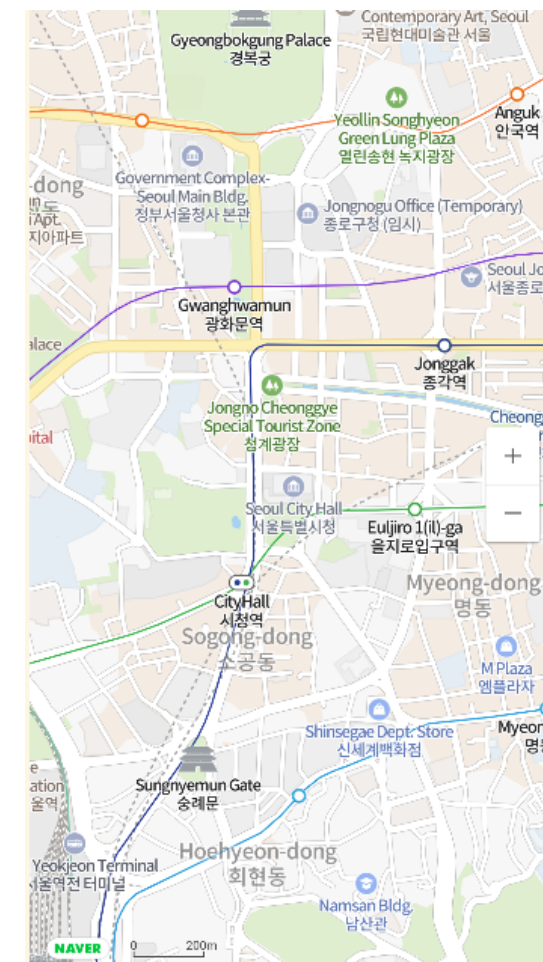 Contemporary Art, Seoul
국립현대미술관 서울
Gyeongbokgung Palace
경복궁
Anguk
안국역
Yeollin Songhyeon
Green Lung Plaza
열린송현 녹지광장
Government Complex-
Seoul Main Bldg.
정부서울청사 본관
-dong
동
Apt.
지아파트
Jongnogu Office (Temporary)
종로구청 (임시)
Seoul Jo
서울종로
Gwanghwamun
광화문역
alace
Jonggak
종각역
Jongno Cheonggye
Special Tourist Zone
청계광장
Cheong
ital
+
Seoul City Hall
서울특별시청
−
Euljiro 1(il)-ga
을지로입구역
CityHall
시청역
Myeong-dong
명동
Sogong-dong
소공동
M Plaza
엠플라자
Shinsegae Dept. Store
신세계백화점
Myeon
명동
e
ation
울역
Sungnyemun Gate
숭례문
Yeokjeon Terminal
서울역전 터미널
Hoehyeon-dong
회현동
Namsan Bldg.
남산관
NAVER
0 200m